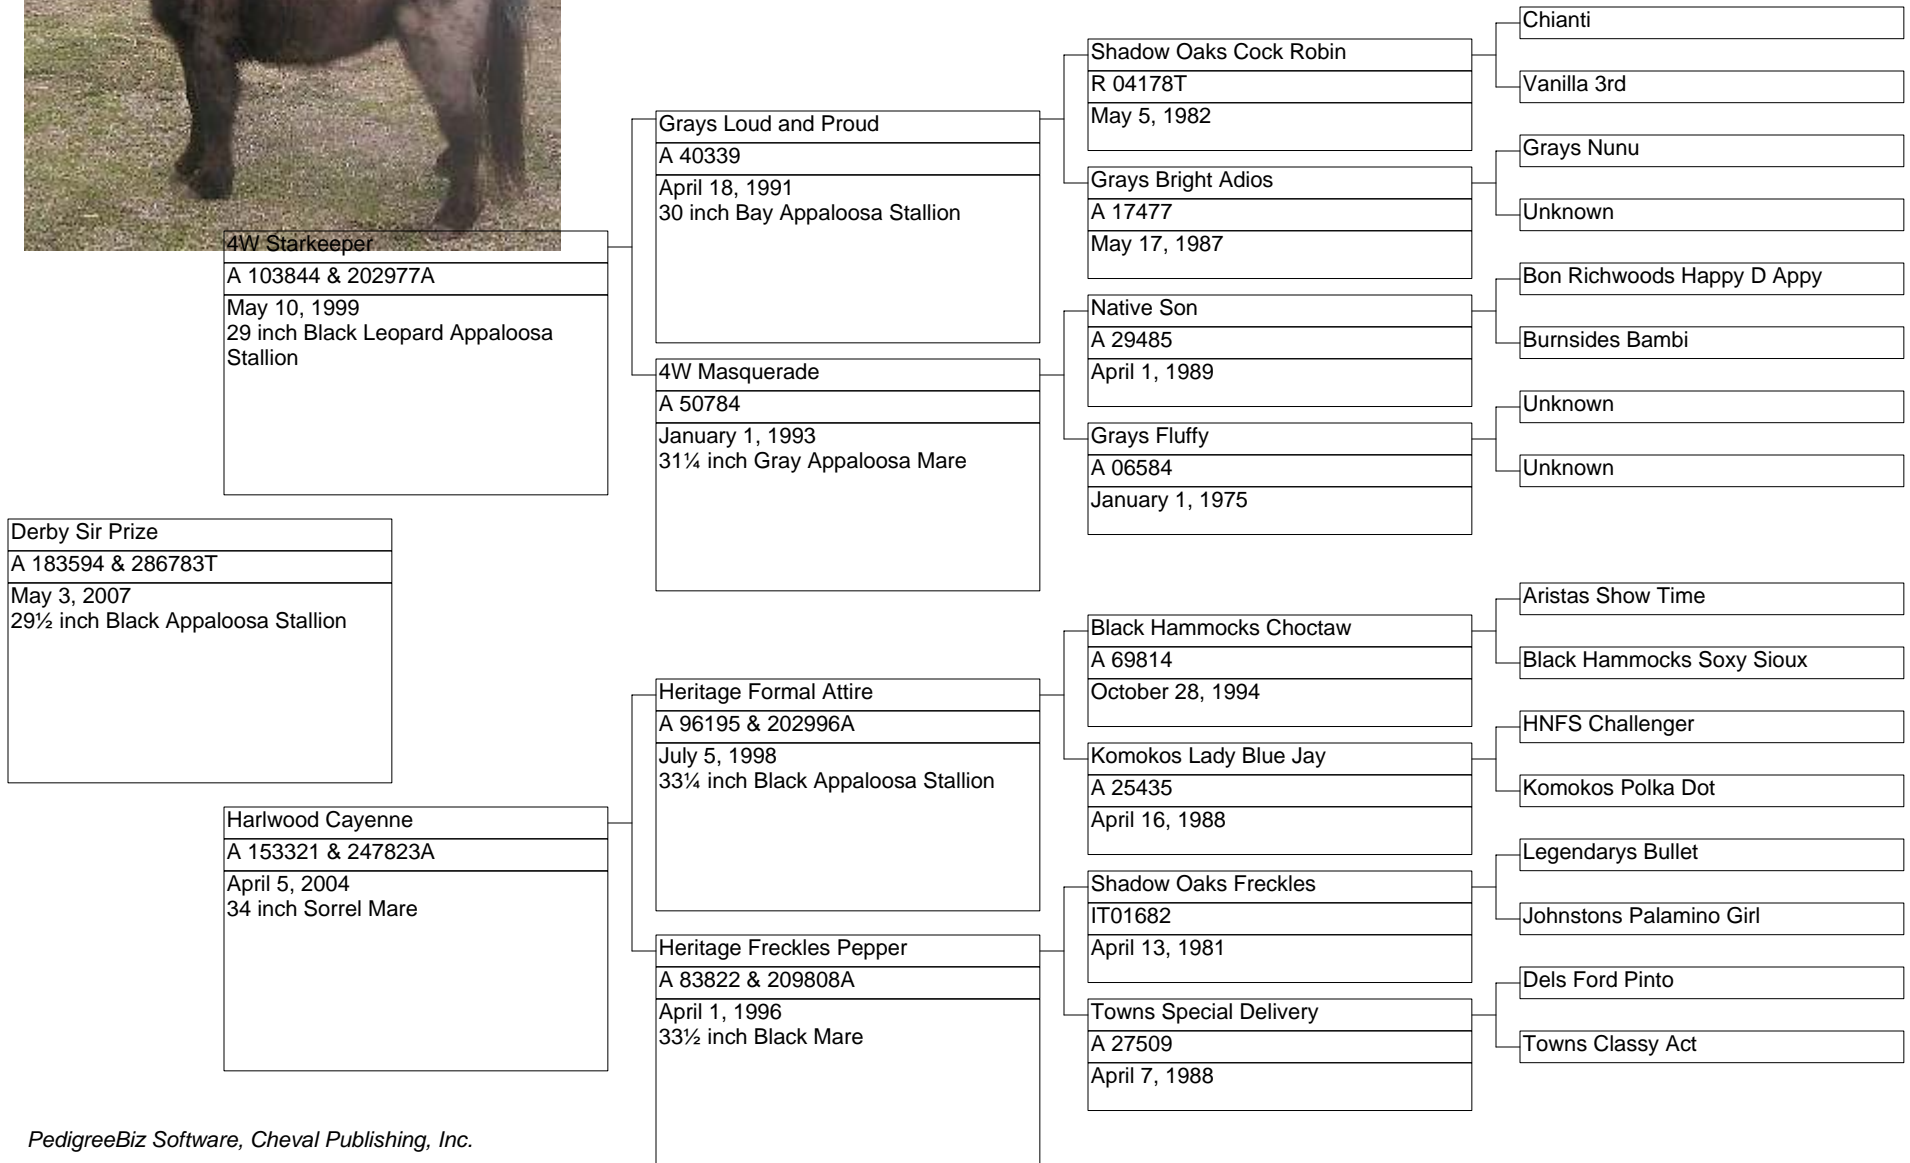 4W Starkeeper
A 103844 & 202977A
May 10, 1999
29 inch Black Leopard Appaloosa
Stallion
Derby Sir Prize
A 183594 & 286783T
May 3, 2007
29½ inch Black Appaloosa Stallion
Harlwood Cayenne
A 153321 & 247823A
April 5, 2004
34 inch Sorrel Mare
Grays Loud and Proud
A 40339
April 18, 1991
30 inch Bay Appaloosa Stallion
4W Masquerade
A 50784
January 1, 1993
31¼ inch Gray Appaloosa Mare
Heritage Formal Attire
A 96195 & 202996A
July 5, 1998
33¼ inch Black Appaloosa Stallion
Heritage Freckles Pepper
A 83822 & 209808A
April 1, 1996
33½ inch Black Mare
Shadow Oaks Cock Robin
R 04178T
May 5, 1982
Grays Bright Adios
A 17477
May 17, 1987
Native Son
A 29485
April 1, 1989
Grays Fluffy
A 06584
January 1, 1975
Black Hammocks Choctaw
A 69814
October 28, 1994
Komokos Lady Blue Jay
A 25435
April 16, 1988
Shadow Oaks Freckles
IT01682
April 13, 1981
Towns Special Delivery
A 27509
April 7, 1988
Chianti
Vanilla 3rd
Grays Nunu
Unknown
Bon Richwoods Happy D Appy
Burnsides Bambi
Unknown
Unknown
Aristas Show Time
Black Hammocks Soxy Sioux
HNFS Challenger
Komokos Polka Dot
Legendarys Bullet
Johnstons Palamino Girl
Dels Ford Pinto
Towns Classy Act
PedigreeBiz Software, Cheval Publishing, Inc.